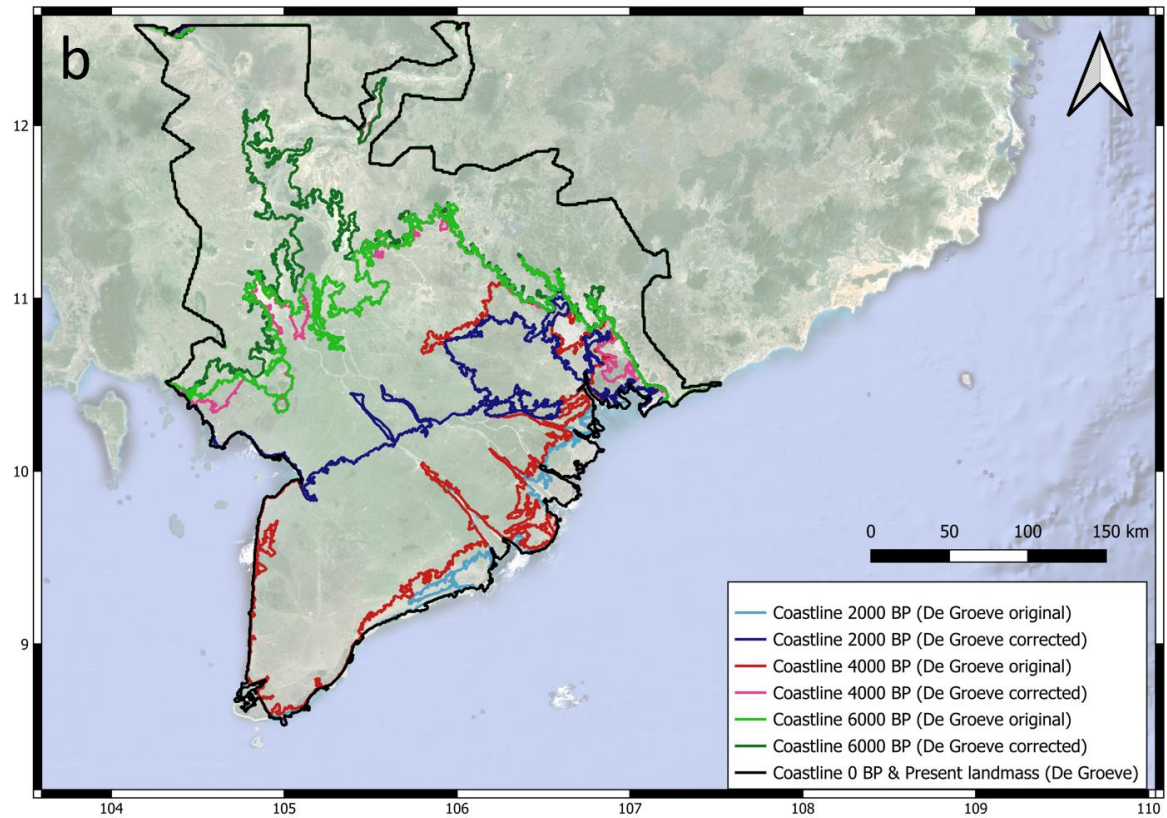 b
12
11
10
9
0 50 100 150 km
Coastline 2000 BP (De Groeve original)
Coastline 2000 BP (De Groeve corrected)
Coastline 4000 BP (De Groeve original)
Coastline 4000 BP (De Groeve corrected)
Coastline 6000 BP (De Groeve original)
Coastline 6000 BP (De Groeve corrected)
Coastline 0 BP & Present landmass (De Groeve)
104 105 106 107 108 109 110